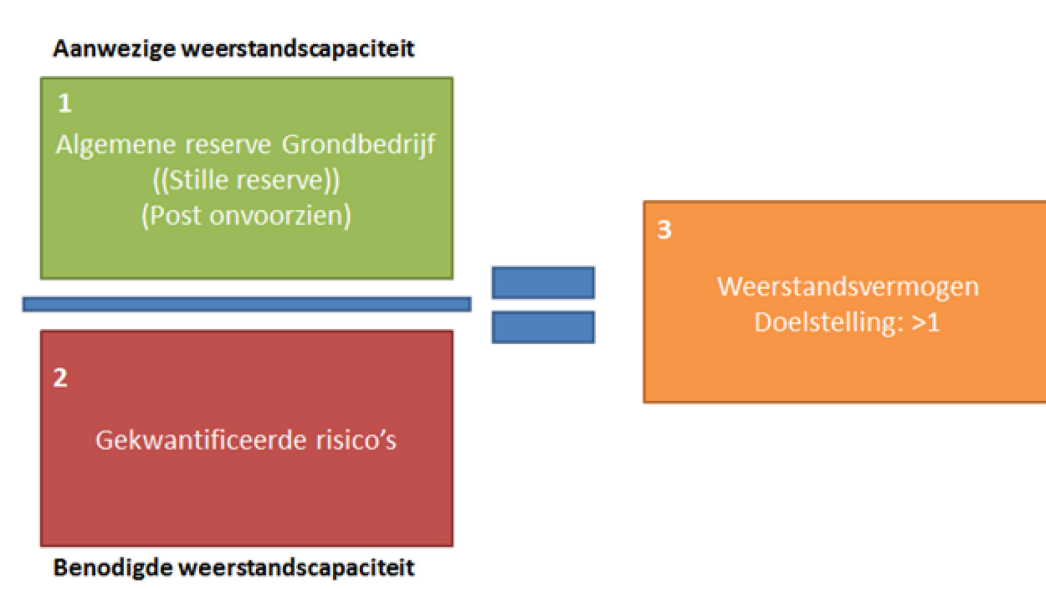 Aanwezige weerstandscapaciteit
1
Algemene reserve Grondbedrijf
((Stille reserve))
(Post onvoorzien)
2
Gekwantificeerde risico’s
Benodigde weerstandscapaciteit
3
Weerstandsvermogen
Doelstelling: >1